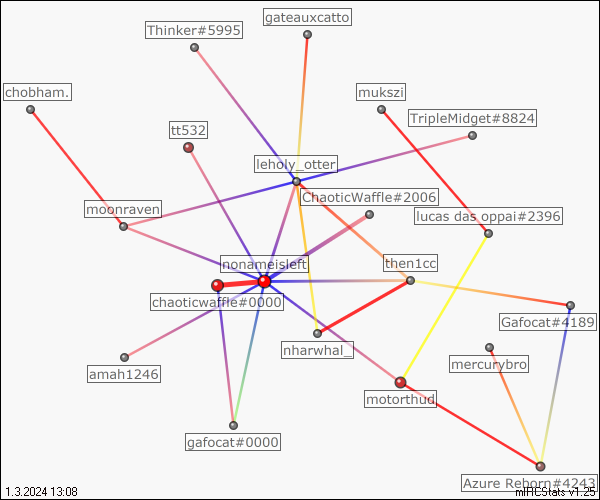 gateauxcatto
Thinker#5995
chobham.
mukszi
TripleMidget#8824
tt532
leholy_otter
ChaoticWaffle#2006
moonraven
lucas das oppai#2396
nonameisleft
then1cc
chaoticwaffle#0000
Gafocat#4189
nharwhal_
mercurybro
amah1246
motorthud
gafocat#0000
Azure Reborn#4243
1.3.2024 13:08
mIRCStats v1.25